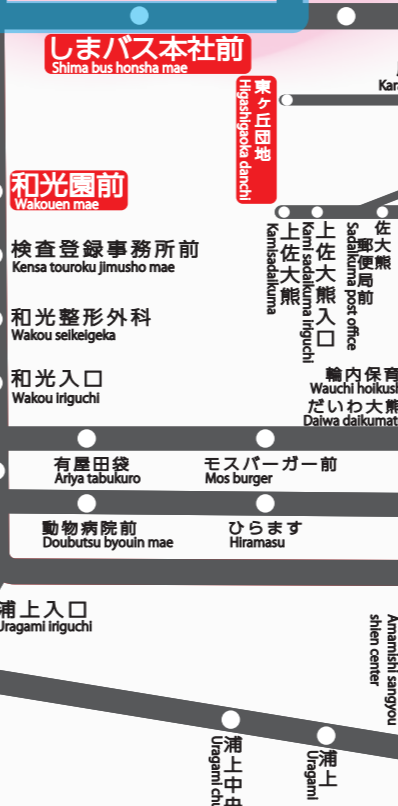 しまバス本社前
Shima bus honsha mae
東ヶ丘団地
Higashigaoka danchi
和光園前
Wakouen mae
検査登録事務所前
Kensa touroku jimusho mae
和光整形外科
Wakou seikeigeka
和光入口
Wakou iriguchi
上佐大熊
Kamisadaikuma
上佐大熊入口
Kami sadaikuma iriguchi
佐大熊
郵便局前
Sadaikuma post office
輪内保育
Wauchi hoikush
だいわ大熊
Daiwa daikumat
有屋田袋
Ariya tabukuro
モスバーガー前
Mos burger
動物病院前
Doubutsu byouin mae
ひらます
Hiramasu
浦上入口
Uragami iriguchi
Amamishi sangyou
shien center
浦上中央
Uragami chu
浦上
Uragami